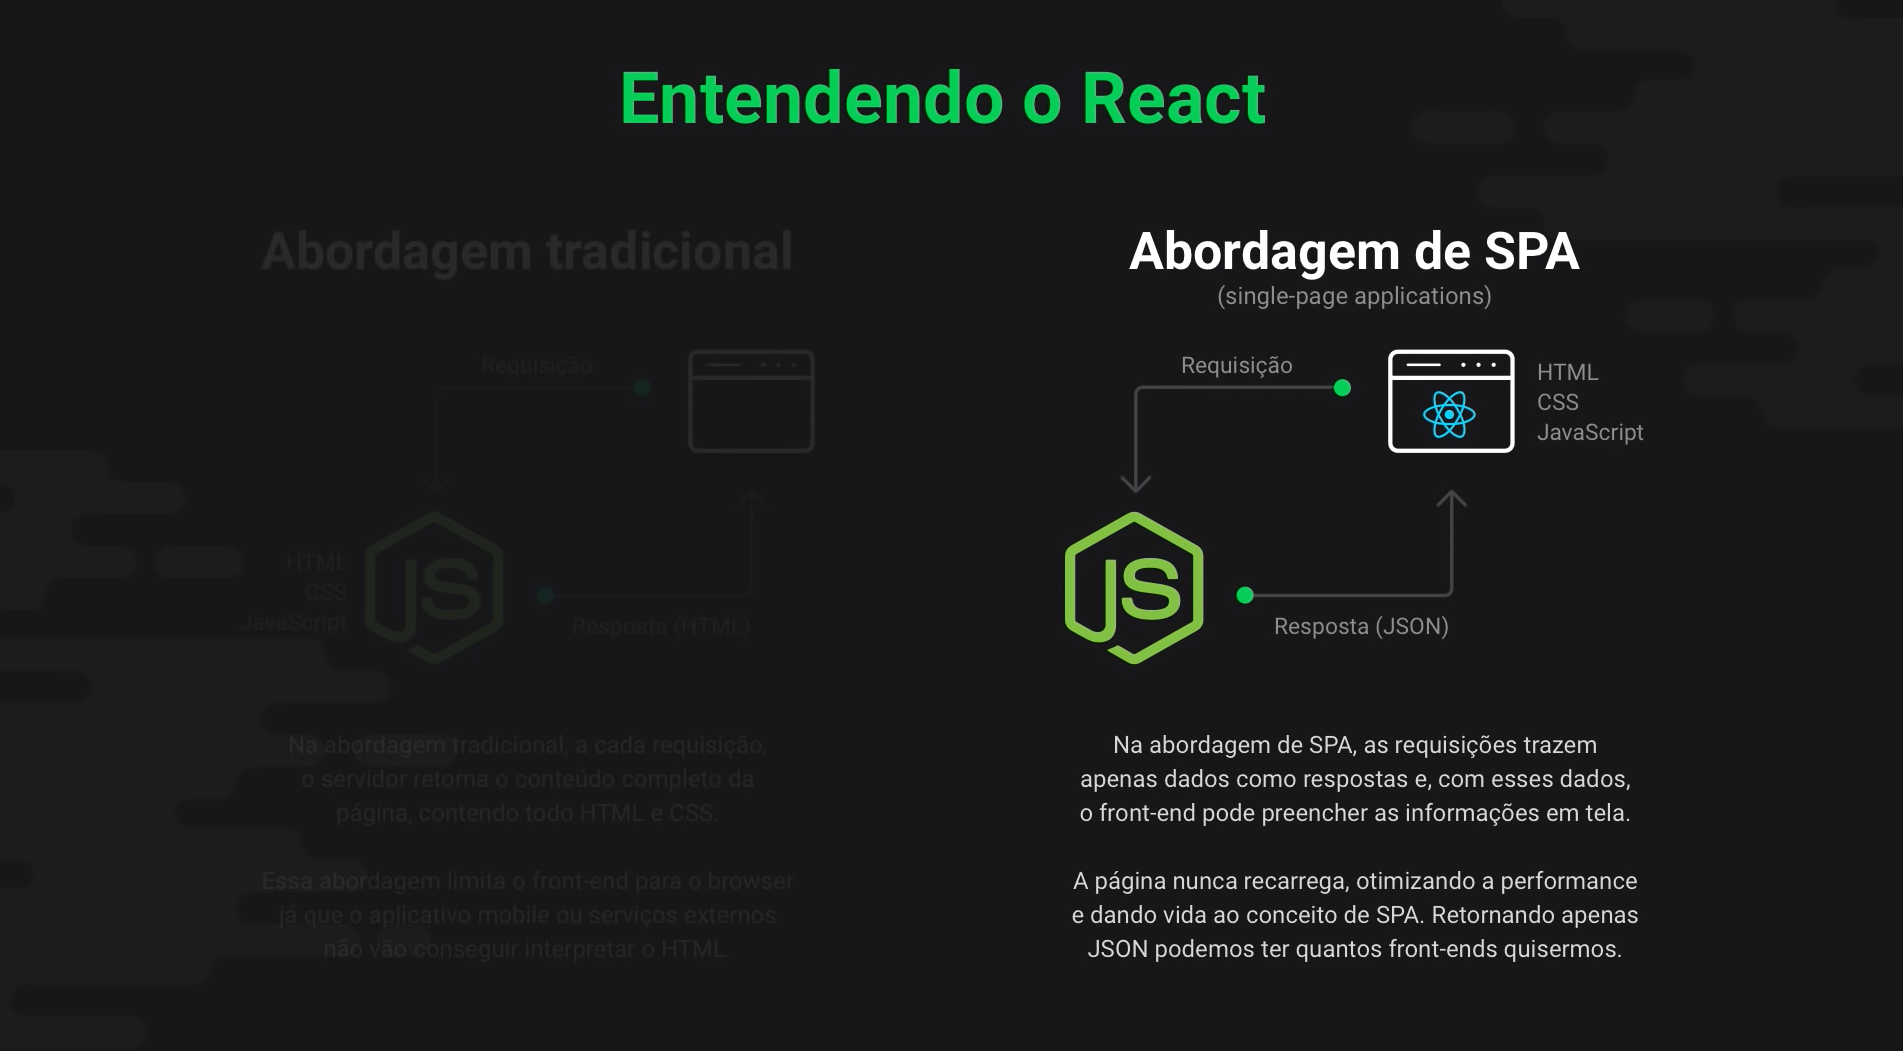 Entendendo o React
Abordagem tradicional
Requisição
HTML
CSS
JavaScript
JS
Resposta (HTML)
Na abordagem tradicional, a cada requisição,
o servidor retorna o conteúdo completo da
página, contendo todo HTML e CSS.
Essa abordagem limita o front-end para o browser
já que o aplicativo mobile ou serviços externos
não vão conseguir interpretar o HTML.
Abordagem de SPA
(single-page applications)
Requisição
HTML
CSS
JavaScript
JS
Resposta (JSON)
Na abordagem de SPA, as requisições trazem
apenas dados como respostas e, com esses dados,
o front-end pode preencher as informações em tela.
A página nunca recarrega, otimizando a performance
e dando vida ao conceito de SPA. Retornando apenas
JSON podemos ter quantos front-ends quisermos.